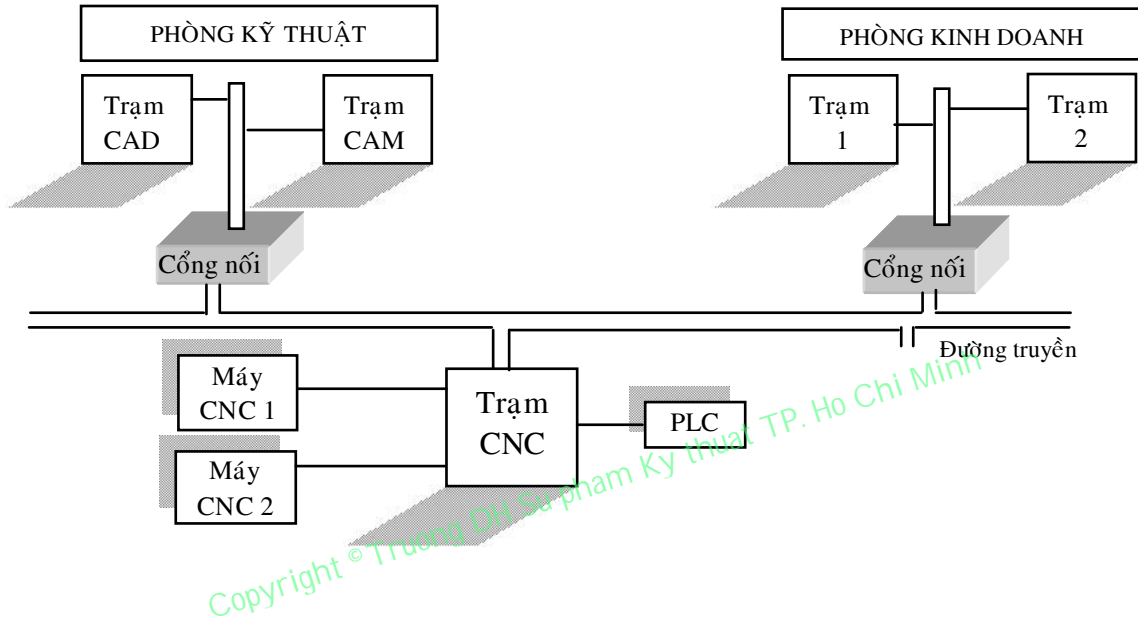 PHÒNG KỸ THUẬT
PHÒNG KINH DOANH
Trạm
CAD
Trạm
CAM
Trạm
1
Trạm
2
Cổng nối
Cổng nối
Đường truyền
Máy
CNC 1
Trạm
CNC
PLC
Máy
CNC 2
Copyright © Truong DH Su pham Ky thuat TP. Ho Chi Minh